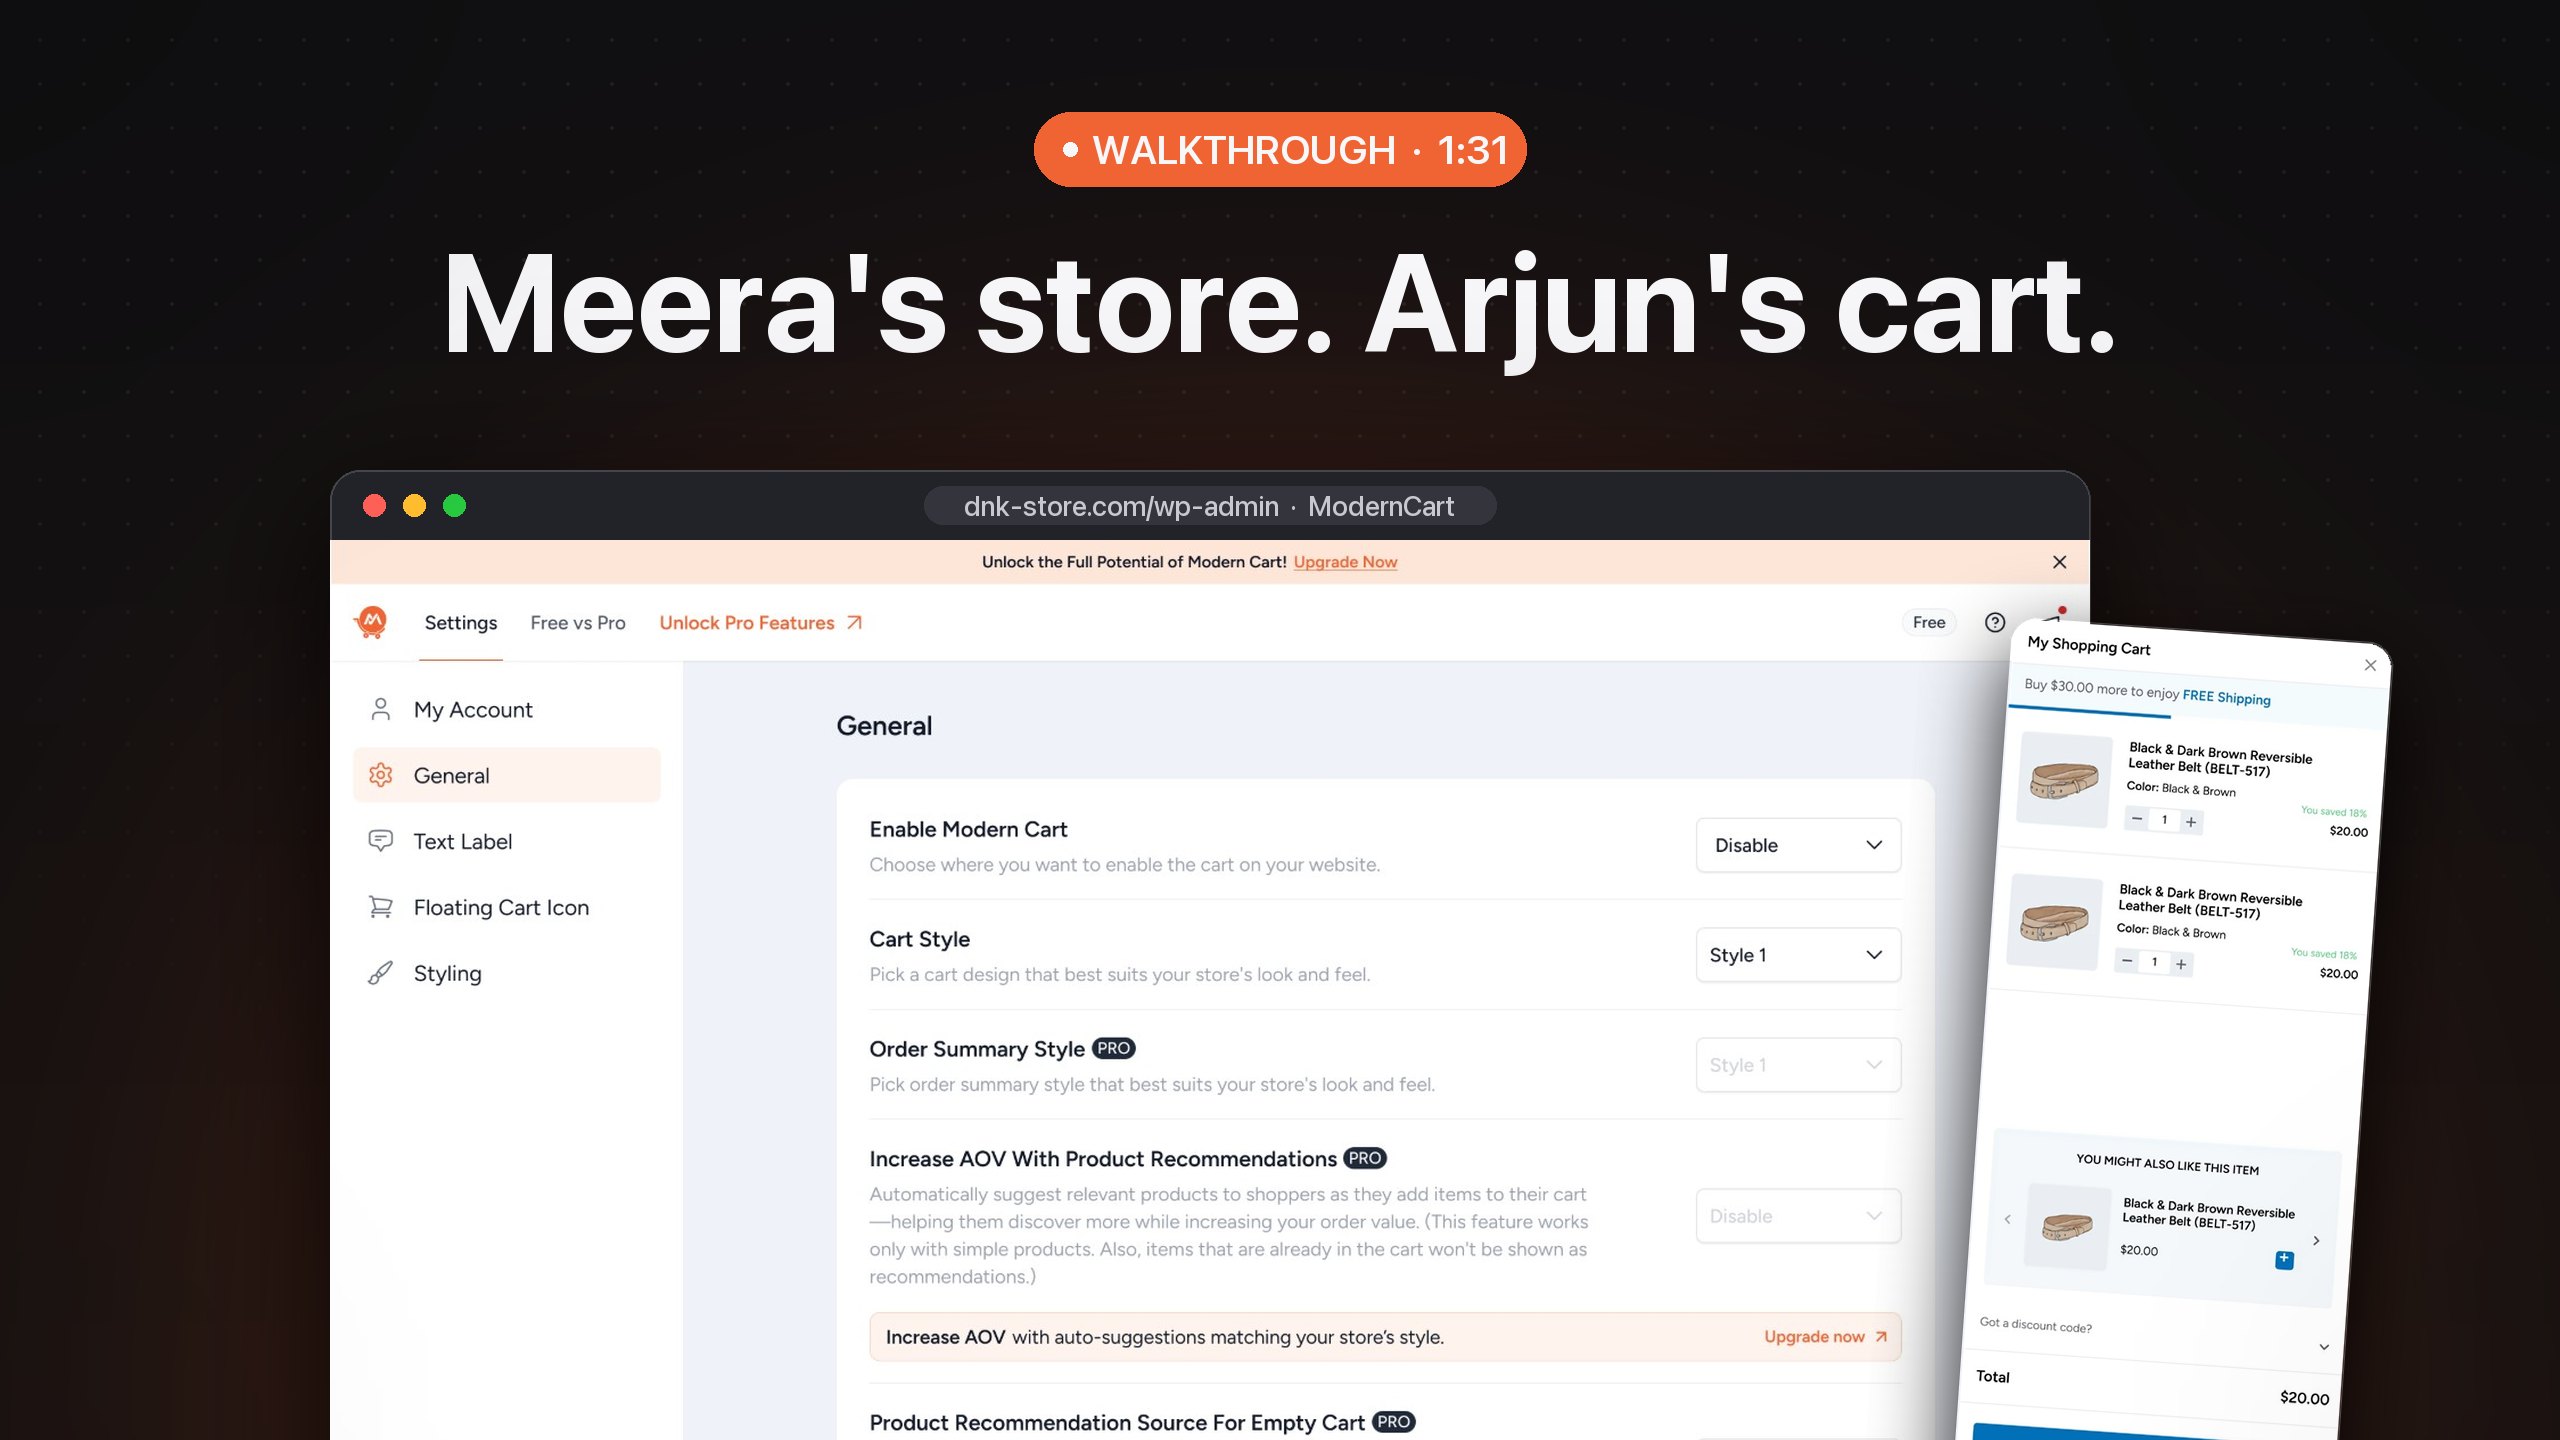 • WALKTHROUGH · 1:31
Meera's store. Arjun's cart.
dnk-store.com/wp-admin · ModernCart
Unlock the Full Potential of Modern Cart! Upgrade Now
Settings
Free vs Pro
Unlock Pro Features
Free
My Account
General
Text Label
Floating Cart Icon
Styling
General
Enable Modern Cart
Choose where you want to enable the cart on your website.
Disable
Cart Style
Pick a cart design that best suits your store's look and feel.
Style 1
Order Summary Style PRO
Pick order summary style that best suits your store's look and feel.
Style 1
Increase AOV With Product Recommendations PRO
Automatically suggest relevant products to shoppers as they add items to their cart
—helping them discover more while increasing your order value. (This feature works
only with simple products. Also, items that are already in the cart won't be shown as
recommendations.)
Disable
Increase AOV with auto-suggestions matching your store’s style.
Upgrade now
Product Recommendation Source For Empty Cart PRO
My Shopping Cart
Buy $30.00 more to enjoy FREE Shipping
Black & Dark Brown Reversible
Leather Belt (BELT-517)
Color: Black & Brown
1
You saved 18%
$20.00
Black & Dark Brown Reversible
Leather Belt (BELT-517)
Color: Black & Brown
1
You saved 18%
$20.00
YOU MIGHT ALSO LIKE THIS ITEM
Black & Dark Brown Reversible
Leather Belt (BELT-517)
$20.00
Got a discount code?
Total
$20.00